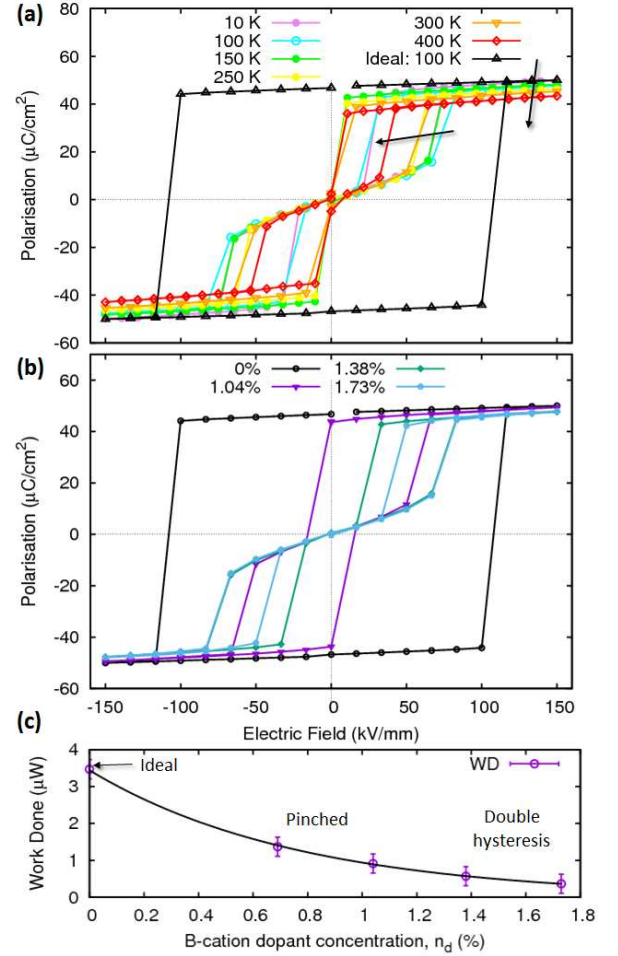 (a)
80
60
40
20
0
-20
-40
-60
Polarisation (μC/cm²)
10 K
100 K
150 K
250 K
300 K
400 K
Ideal: 100 K
(b)
60
40
20
0
-20
-40
-60
Polarisation (μC/cm²)
0%
1.04%
1.38%
1.73%
-150 -100 -50 0 50 100 150
Electric Field (kV/mm)
(c)
4
3
2
1
0
Work Done (μW)
Ideal
WD
Pinched
Double
hysteresis
0 0.2 0.4 0.6 0.8 1 1.2 1.4 1.6 1.8
B-cation dopant concentration, n_d (%)